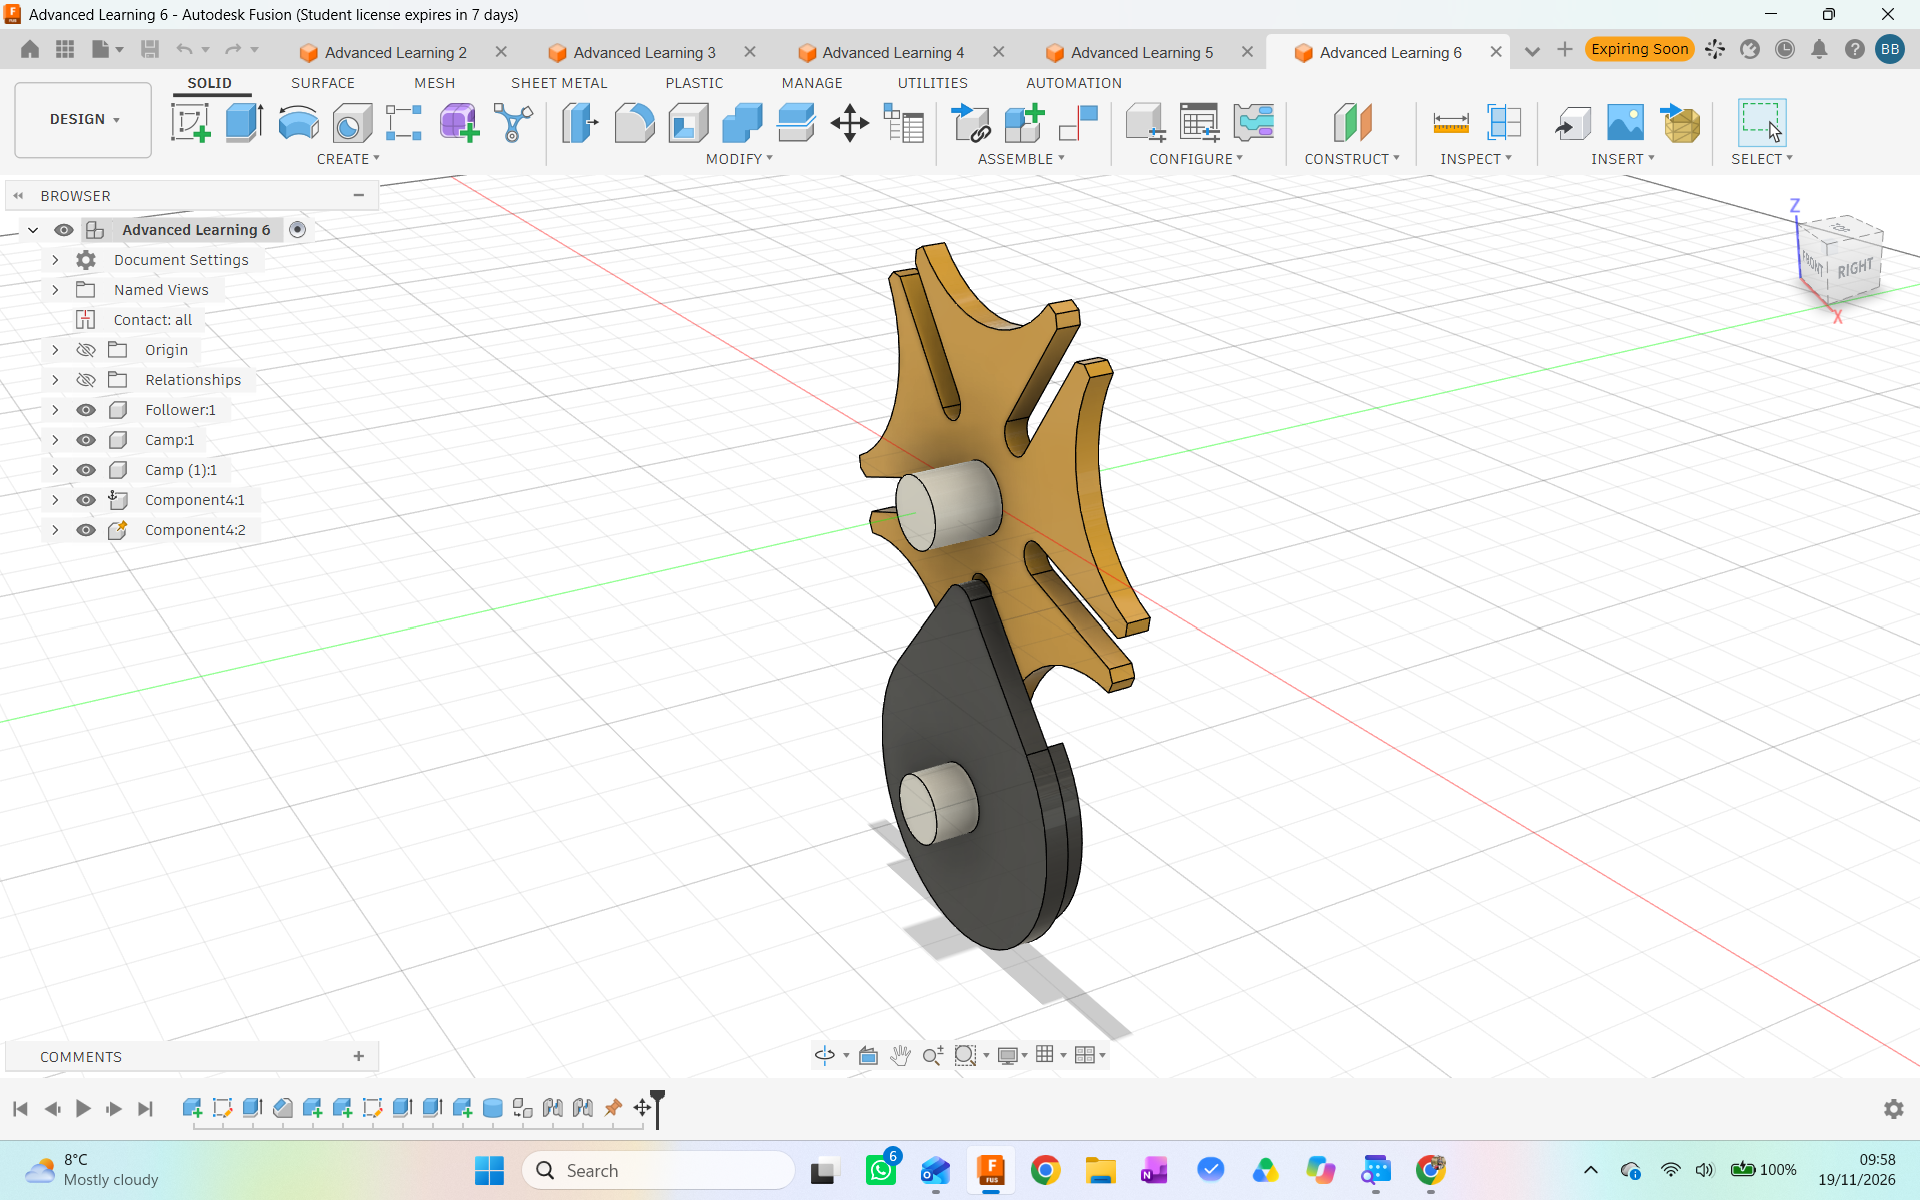 Advanced Learning 6 - Autodesk Fusion (Student license expires in 7 days)
Advanced Learning 2
Advanced Learning 3
Advanced Learning 4
Advanced Learning 5
Advanced Learning 6
Expiring Soon
BB
SOLID
SURFACE
MESH
SHEET METAL
PLASTIC
MANAGE
UTILITIES
AUTOMATION
DESIGN
CREATE
MODIFY
ASSEMBLE
CONFIGURE
CONSTRUCT
INSPECT
INSERT
SELECT
BROWSER
Advanced Learning 6
Document Settings
Named Views
Contact: all
Origin
Relationships
Follower:1
Camp:1
Camp (1):1
Component4:1
Component4:2
Z
TOP
FRONT
RIGHT
X
COMMENTS
8°C
Mostly cloudy
Search
6
F
FUS
100%
09:58
19/11/2026